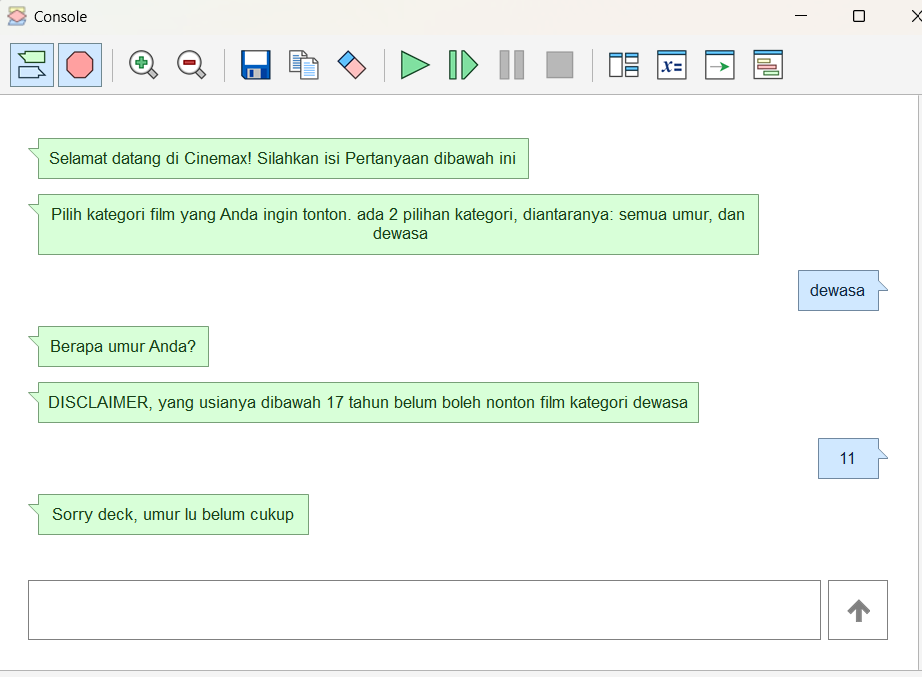 Console
x=
Selamat datang di Cinemax! Silahkan isi Pertanyaan dibawah ini
Pilih kategori film yang Anda ingin tonton. ada 2 pilihan kategori, diantaranya: semua umur, dan
dewasa
dewasa
Berapa umur Anda?
DISCLAIMER, yang usianya dibawah 17 tahun belum boleh nonton film kategori dewasa
11
Sorry deck, umur lu belum cukup